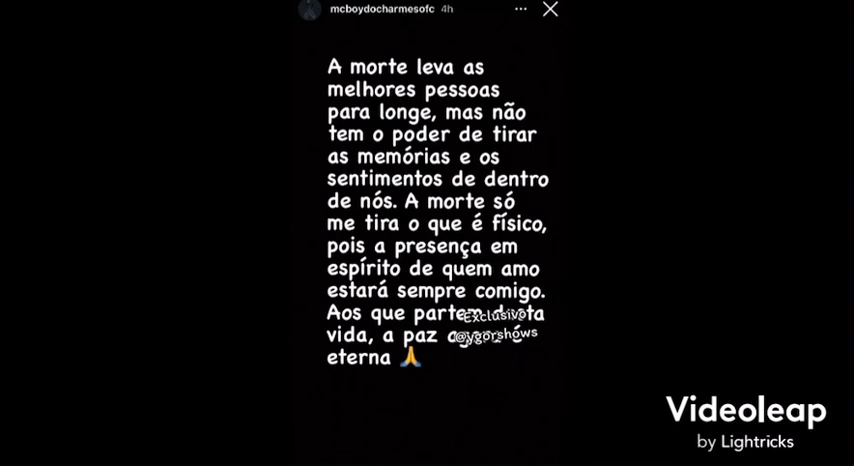 mcboydocharmesofc 4h
A morte leva as
melhores pessoas
para longe, mas não
tem o poder de tirar
as memórias e os
sentimentos de dentro
de nós. A morte só
me tira o que é físico,
pois a presença em
espírito de quem amo
estará sempre comigo.
Aos que partem
Exclusivo
vida, a paz é
@ygorshows
eterna 🙏
Videoleap
by Lightricks